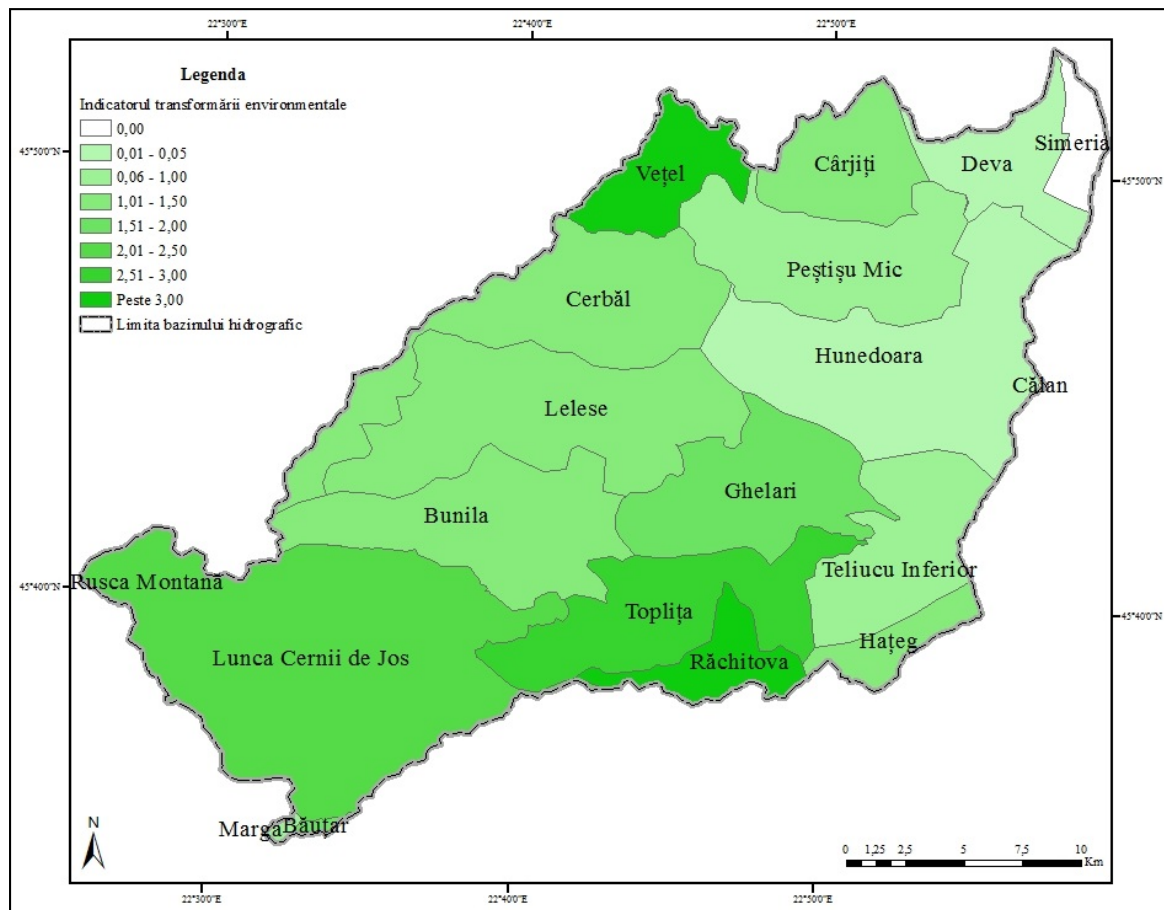 22°30'0"E 22°40'0"E 22°50'0"E
Legenda
Indicatorul transformării environmentale
0,00
0,01 - 0,05
0,06 - 1,00
1,01 - 1,50
1,51 - 2,00
2,01 - 2,50
2,51 - 3,00
Peste 3,00
Limita bazinului hidrografic
45°50'0"N
45°50'0"N
Simeria
Deva
Cârjiți
Vețel
Peștișu Mic
Cerbăl
Hunedoara
Călan
Lelese
Ghelari
Bunila
Teliucu Inferior
Rusca Montană
45°40'0"N
45°40'0"N
Toplița
Hațeg
Lunca Cernii de Jos
Răchitova
Marga
Băuțar
N
0 1,25 2,5 5 7,5 10
Km
22°30'0"E 22°40'0"E 22°50'0"E